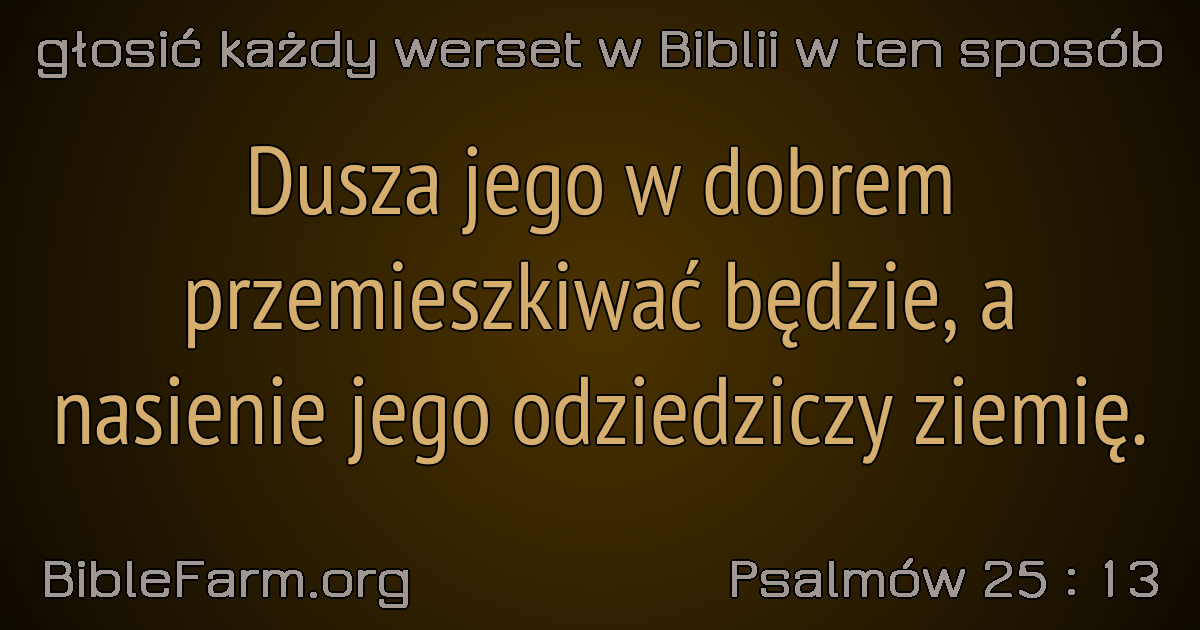 głosić każdy werset w Biblii w ten sposób
Dusza jego w dobrem
przemieszkiwać będzie, a
nasienie jego odziedziczy ziemię.
BibleFarm.org
Psalmów 25 : 13